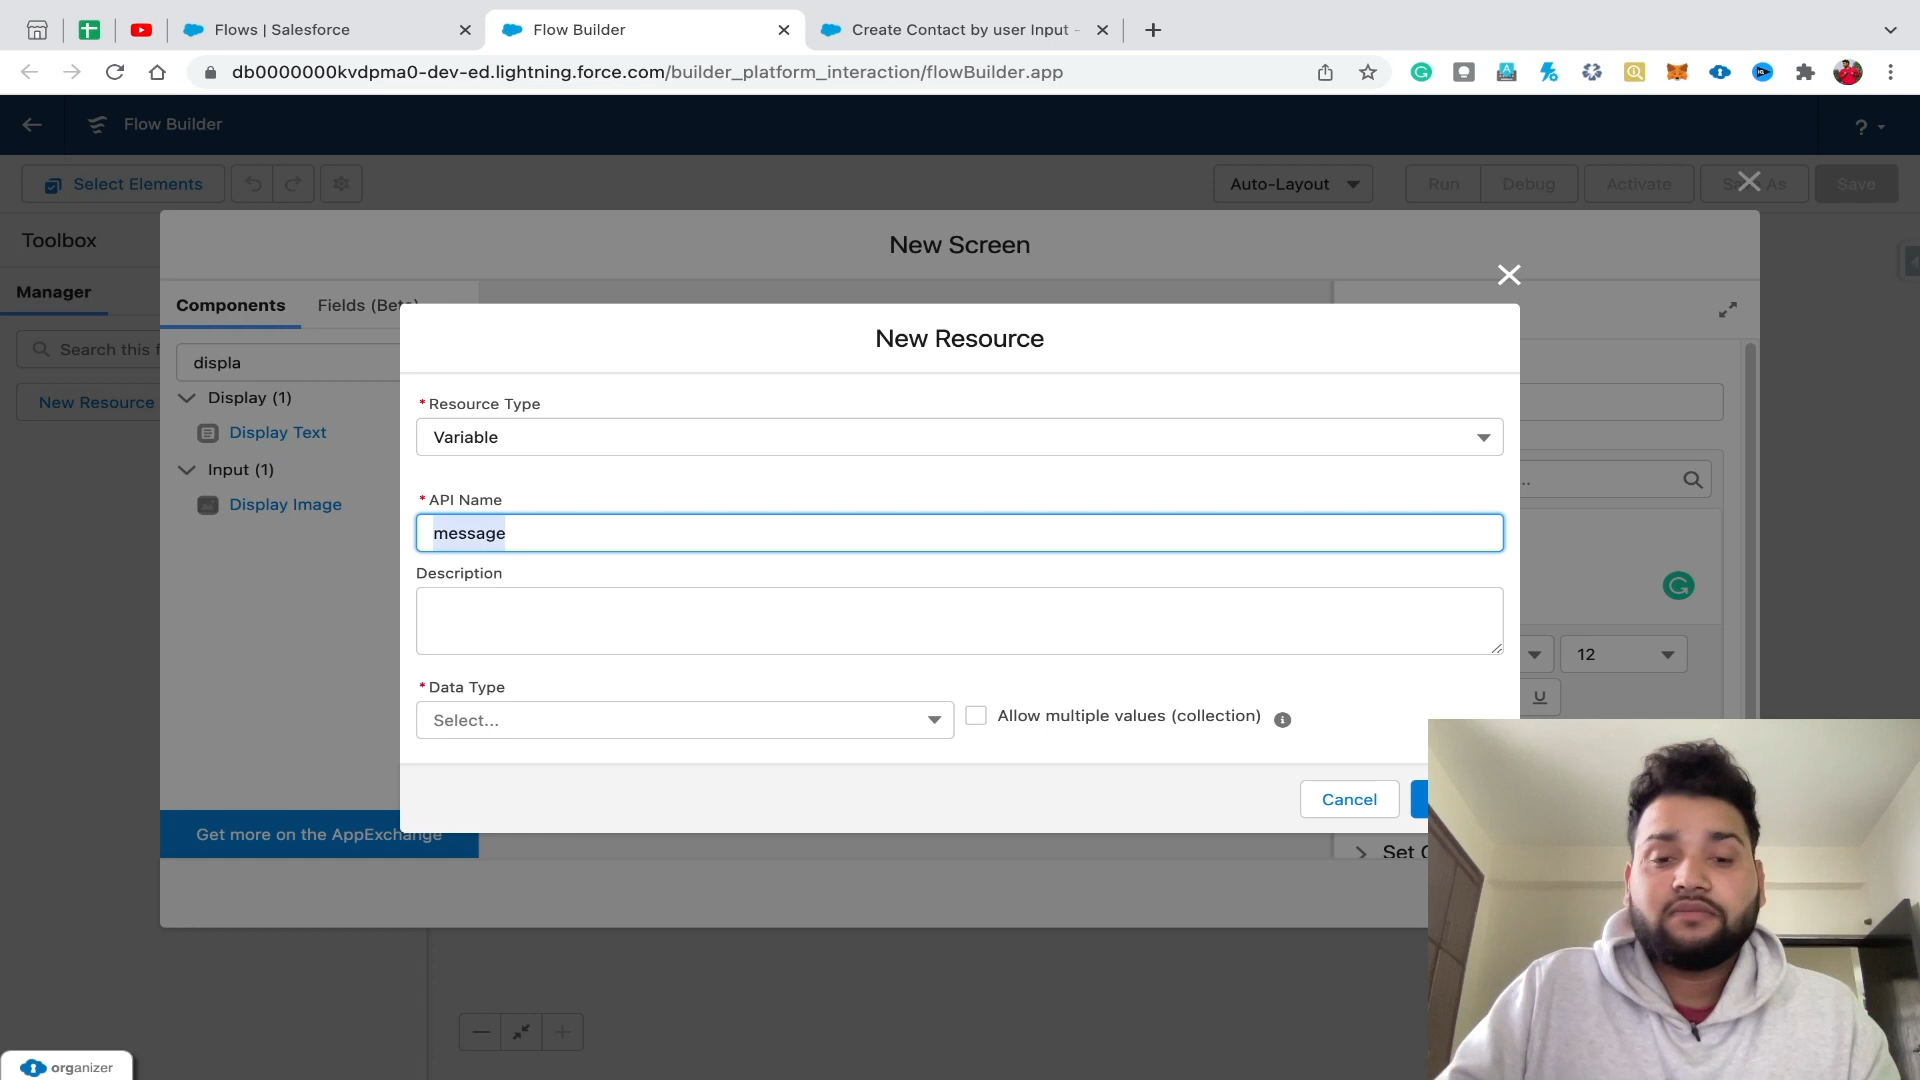 Flows | Salesforce
Flow Builder
Create Contact by user Input -
db0000000kvdpma0-dev-ed.lightning.force.com/builder_platform_interaction/flowBuilder.app
Flow Builder
?
Select Elements
Auto-Layout
Run
Debug
Activate
Save
Toolbox
New Screen
Manager
Components
Fields (Beta)
Search this f
displa
New Resource
Display (1)
Display Text
Input (1)
Display Image
Get more on the AppExchange
New Resource
*Resource Type
Variable
*API Name
message
Description
*Data Type
Select...
Allow multiple values (collection)
Cancel
..
12
U
Set
organizer